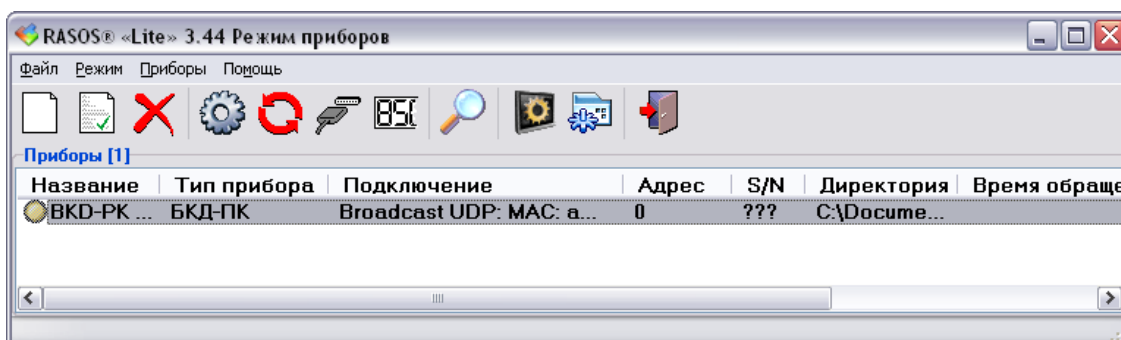 RASOS® «Lite» 3.44 Режим приборов
Файл Режим Приборы Помощь
850
Приборы [1]
Название Тип прибора Подключение Адрес S/N Директория Время обраще
BKD-PK ... БКД-ПК Broadcast UDP: MAC: a... 0 ??? C:\Docume...